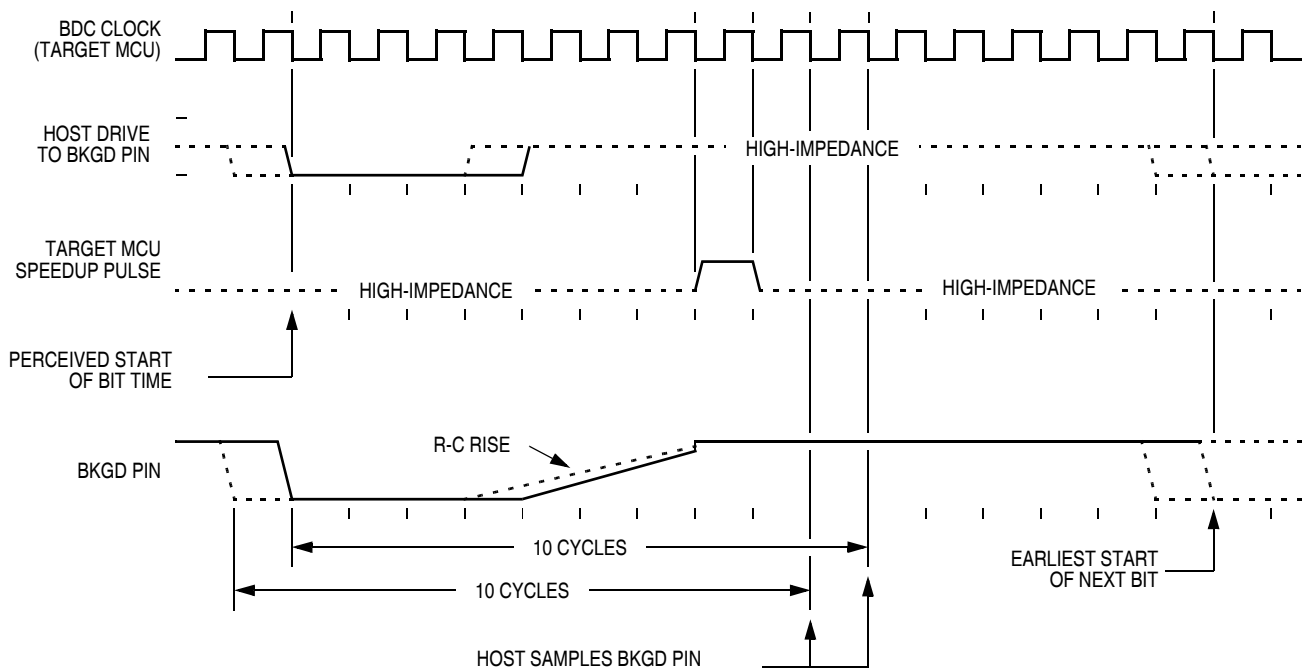 BDC CLOCK
(TARGET MCU)
HOST DRIVE
TO BKGD PIN
HIGH-IMPEDANCE
TARGET MCU
SPEEDUP PULSE
HIGH-IMPEDANCE
HIGH-IMPEDANCE
PERCEIVED START
OF BIT TIME
R-C RISE
BKGD PIN
10 CYCLES
EARLIEST START
OF NEXT BIT
10 CYCLES
HOST SAMPLES BKGD PIN